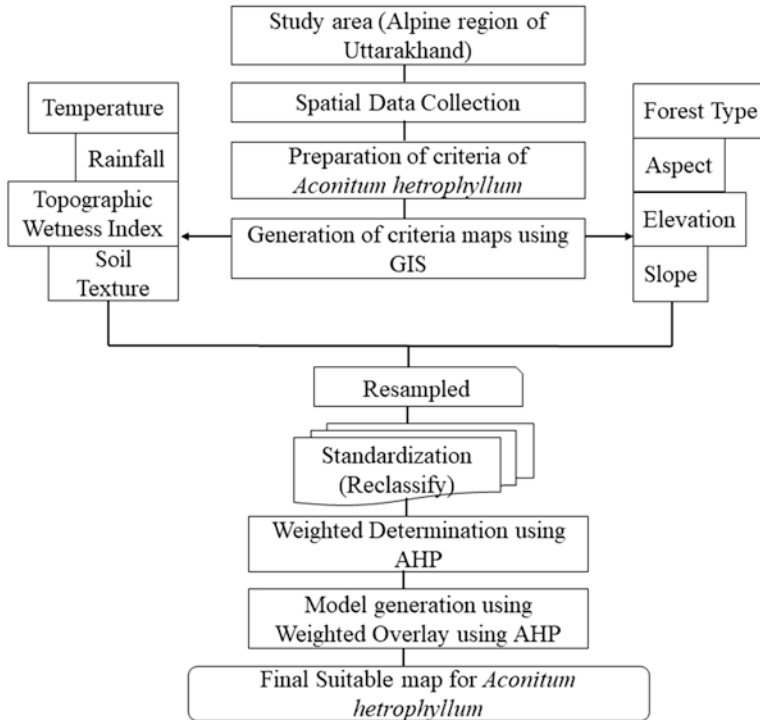 Study area (Alpine region of
Uttarakhand)
Spatial Data Collection
Preparation of criteria of
Aconitum hetrophyllum
Generation of criteria maps using
GIS
Temperature
Rainfall
Topographic
Wetness Index
Soil
Texture
Forest Type
Aspect
Elevation
Slope
Resampled
Standardization
(Reclassify)
Weighted Determination using
AHP
Model generation using
Weighted Overlay using AHP
Final Suitable map for Aconitum
hetrophyllum